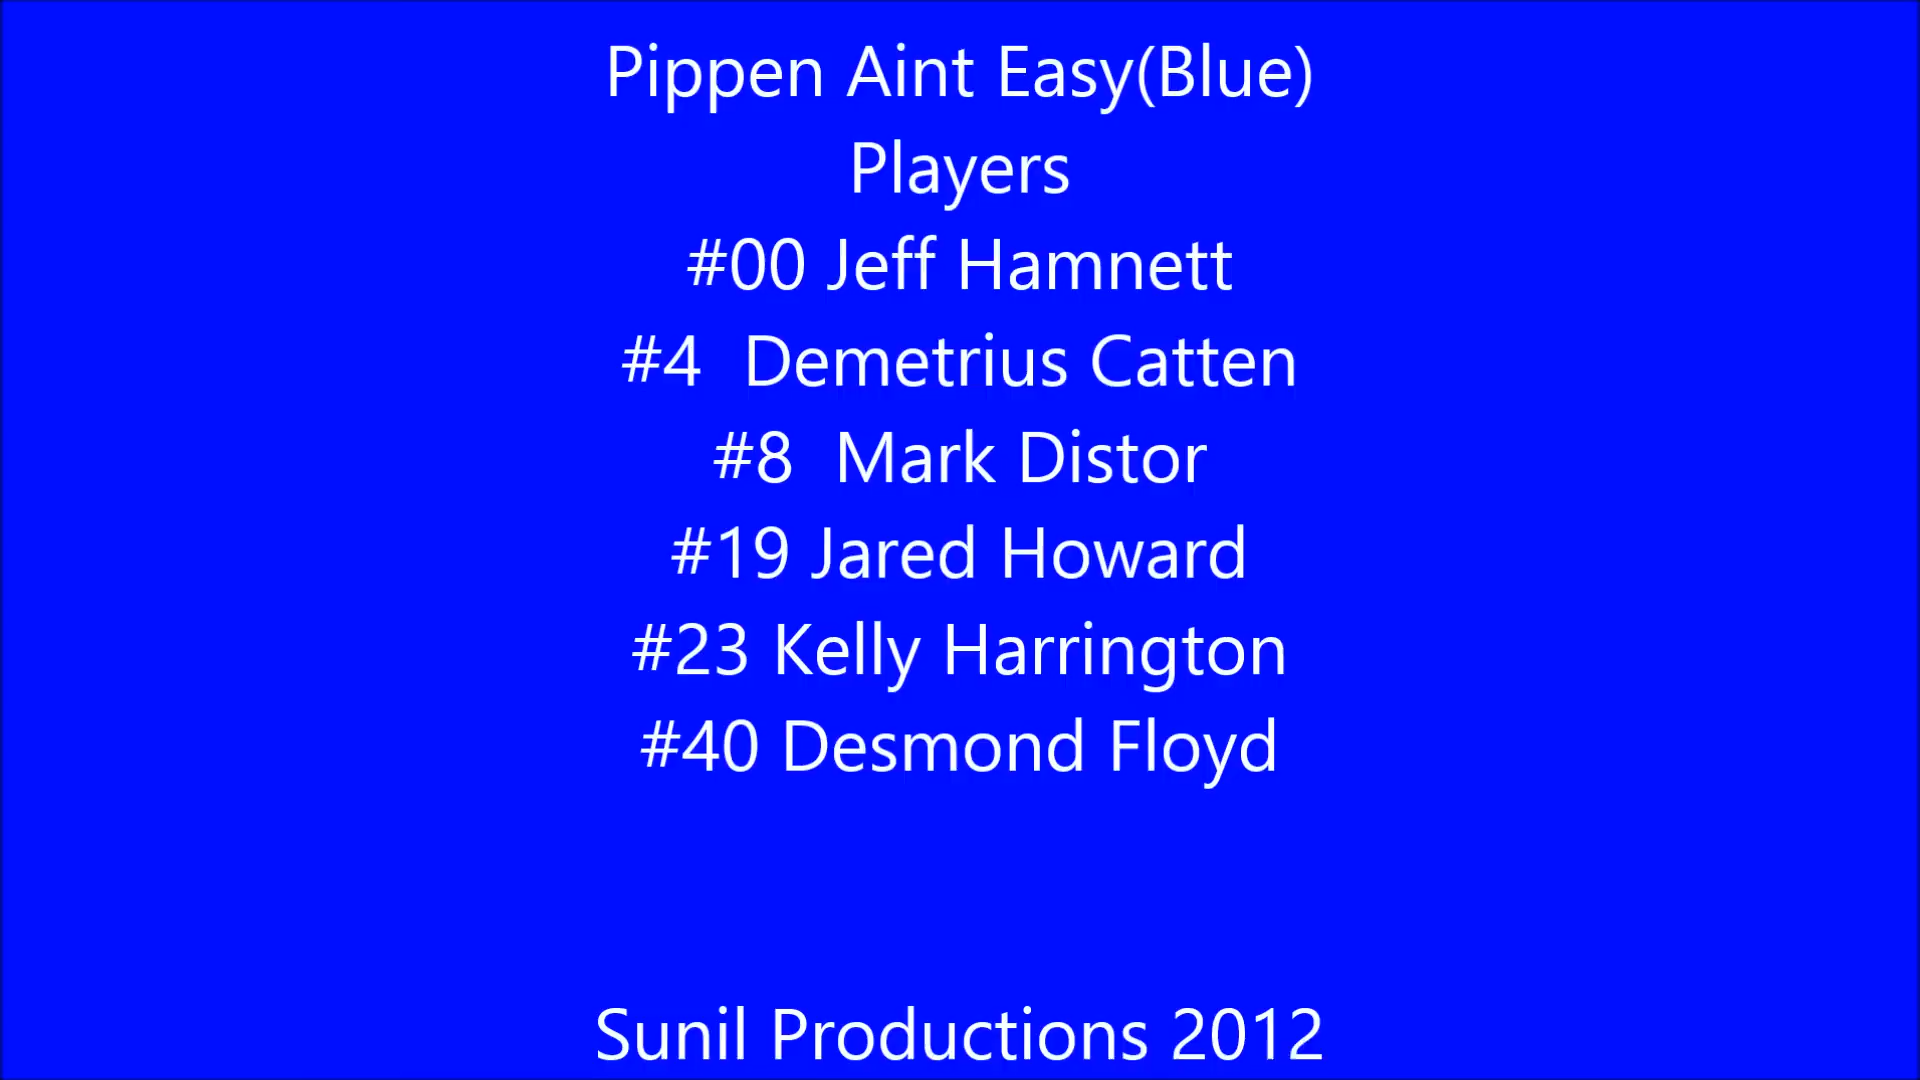 Pippen Aint Easy(Blue)
Players
#00 Jeff Hamnett
#4  Demetrius Catten
#8  Mark Distor
#19 Jared Howard
#23 Kelly Harrington
#40 Desmond Floyd
Sunil Productions 2012